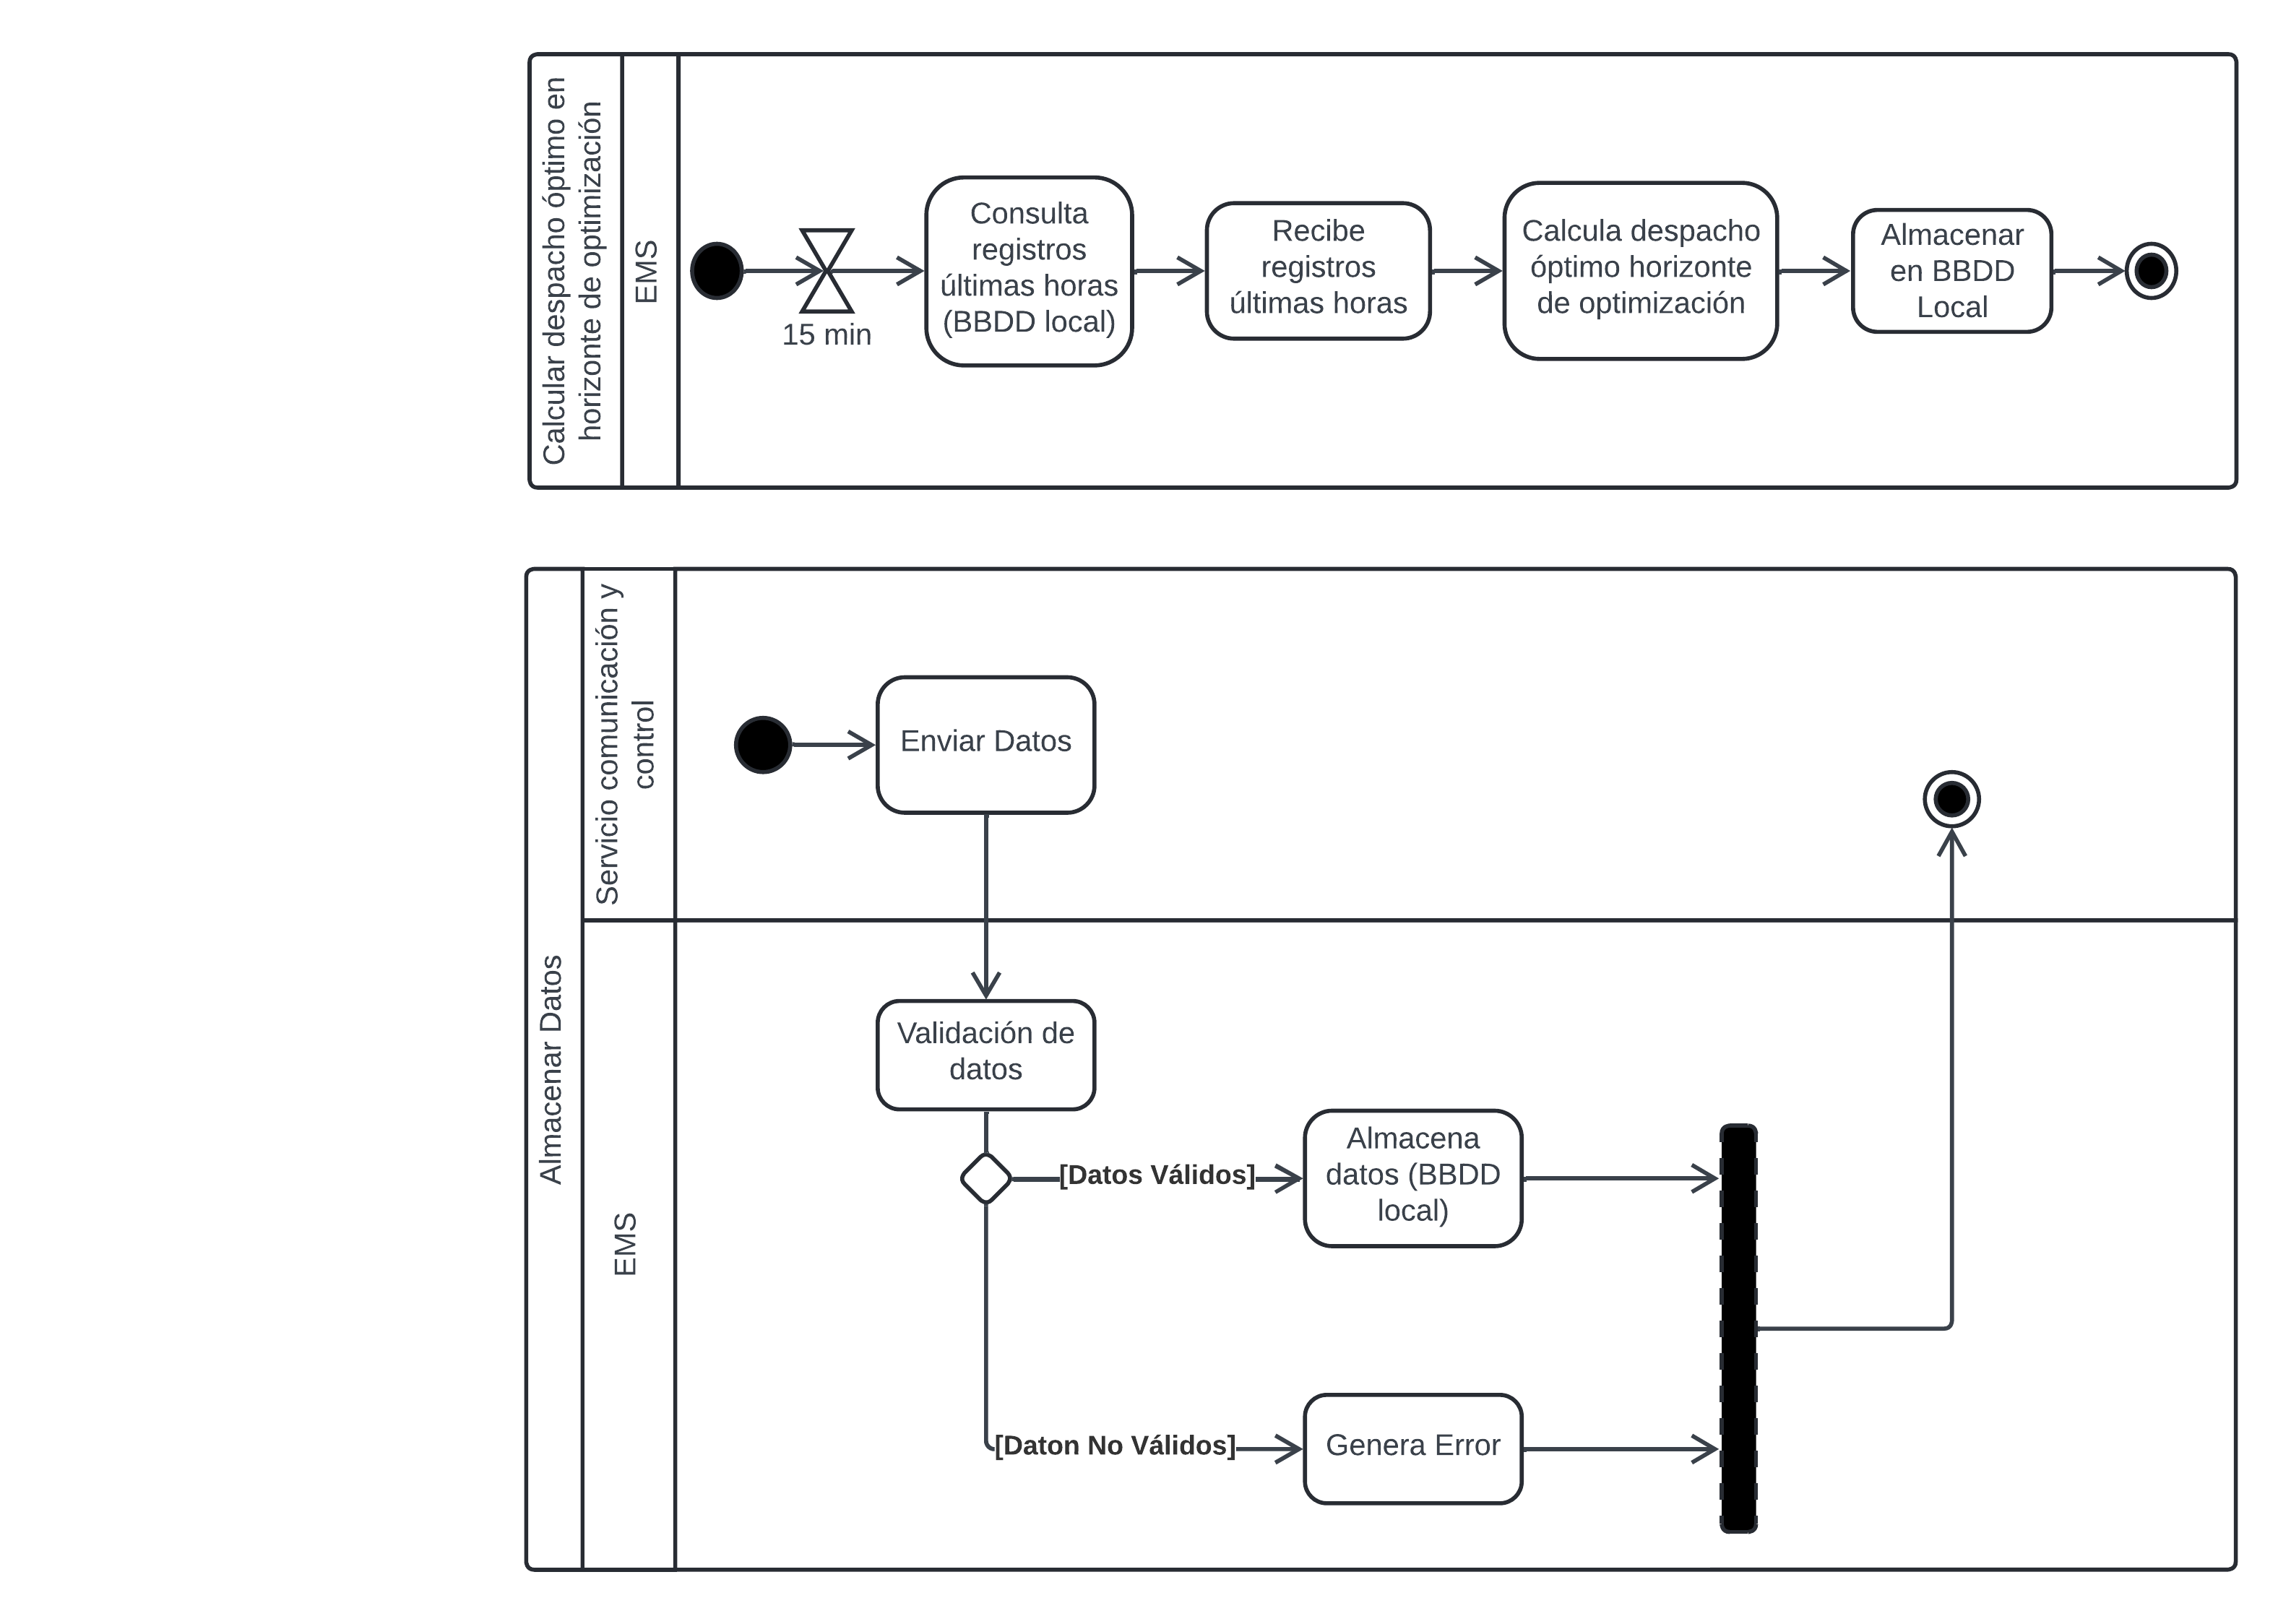 Calcular despacho óptimo en
horizonte de optimización
EMS
15 min
Consulta
registros
últimas horas
(BBDD local)
Recibe
registros
últimas horas
Calcula despacho
óptimo horizonte
de optimización
Almacenar
en BBDD
Local
Almacenar Datos
Servicio comunicación y
control
Enviar Datos
EMS
Validación de
datos
[Datos Válidos]
Almacena
datos (BBDD
local)
[Daton No Válidos]
Genera Error